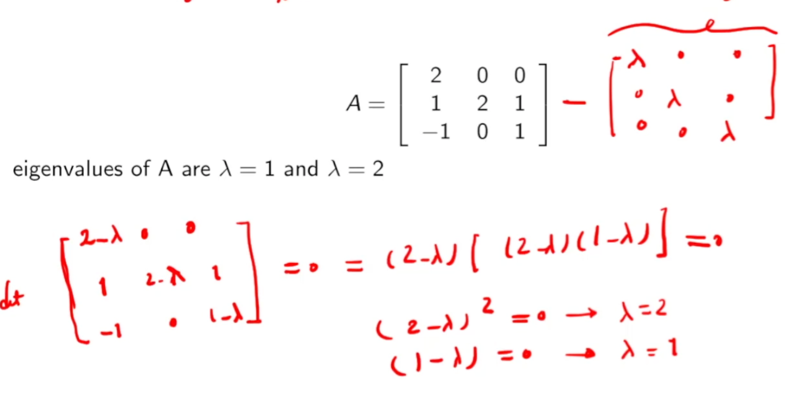 A = [ 2 0 0 ; 1 2 1 ; −1 0 1 ] − [ -λ 0 0 ; 0 λ 0 ; 0 0 λ ]
eigenvalues of A are λ = 1 and λ = 2
det [ 2-λ 0 0 ; 1 2-λ 1 ; -1 0 1-λ ] = 0 = (2-λ) [ (2-λ)(1-λ) ] = 0
(2-λ)² = 0 → λ = 2
(1-λ) = 0 → λ = 1